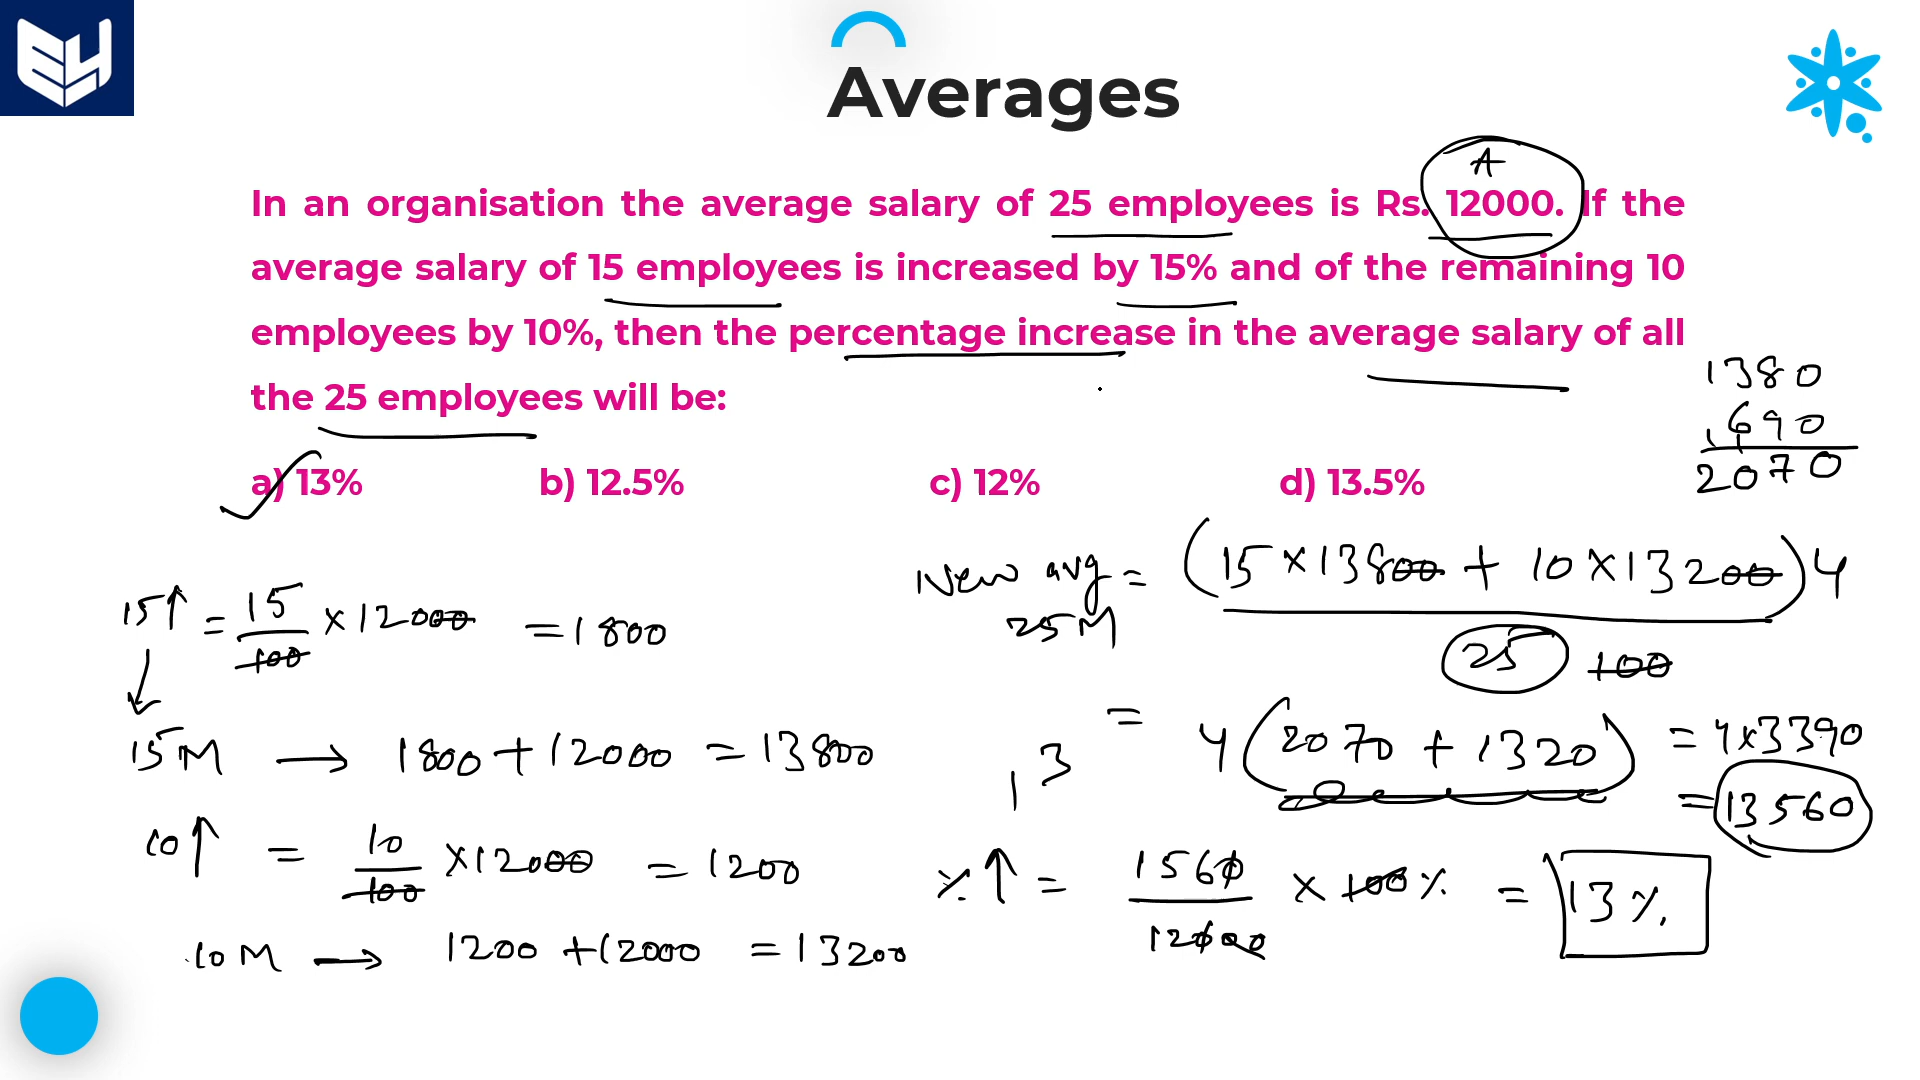 EY
Averages
A
In an organisation the average salary of 25 employees is Rs. 12000. If the
average salary of 15 employees is increased by 15% and of the remaining 10
employees by 10%, then the percentage increase in the average salary of all
the 25 employees will be:
a) 13% b) 12.5% c) 12% d) 13.5%
1380
690
2070
15↑ = 15/100 × 12000 = 1800
15M → 1800 + 12000 = 13800
10↑ = 10/100 × 12000 = 1200
10M → 1200 + 12000 = 13200
New avg = (15 × 13800 + 10 × 13200) 4
25M
25 100
= 4 (2070 + 1320) = 4 × 3390
13
= 13560
% ↑ = 1560/12000 × 100 % = 13 %